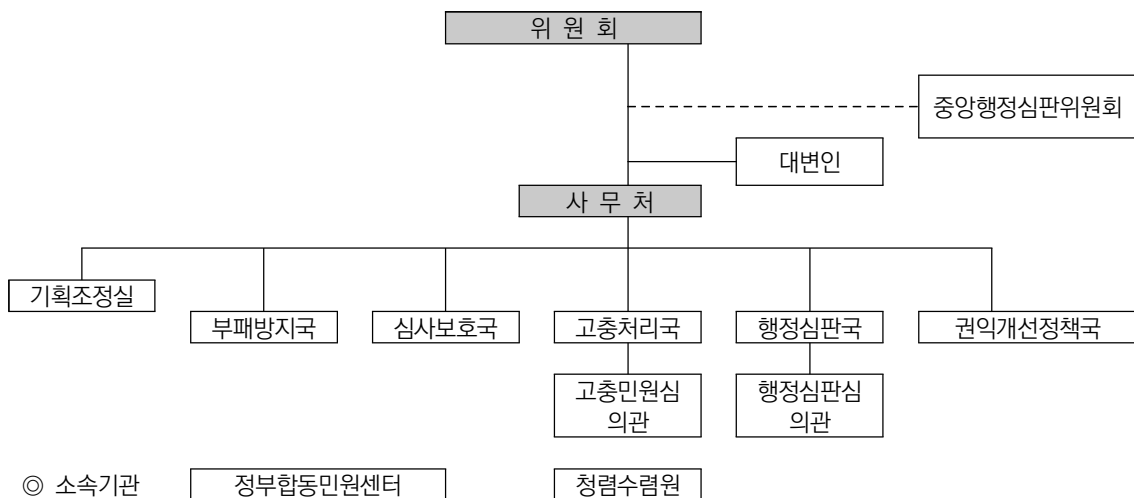 위 원 회
중앙행정심판위원회
대변인
사 무 처
기획조정실
부패방지국
심사보호국
고충처리국
행정심판국
권익개선정책국
고충민원심
의관
행정심판심
의관
◎ 소속기관
정부합동민원센터
청렴수렴원